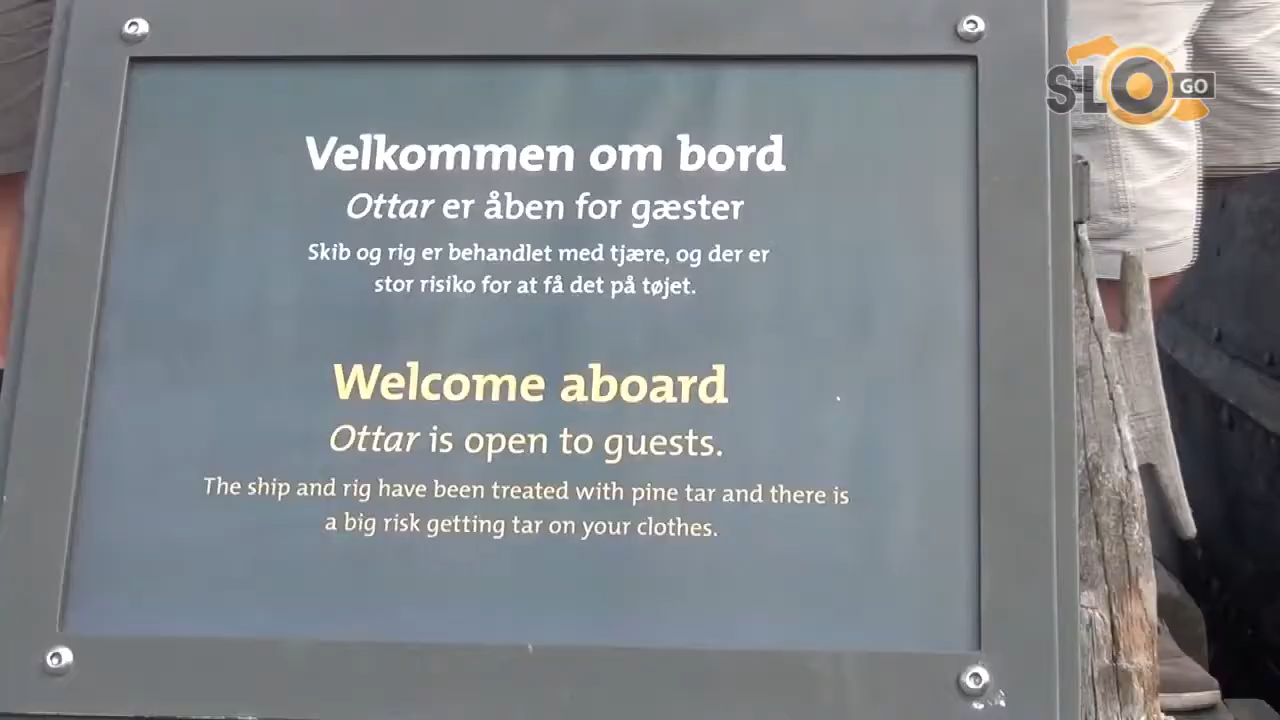 SLO GO
Velkommen om bord
Ottar er åben for gæster
Skib og rig er behandlet med tjære, og der er
stor risiko for at få det på tøjet.
Welcome aboard
Ottar is open to guests.
The ship and rig have been treated with pine tar and there is
a big risk getting tar on your clothes.